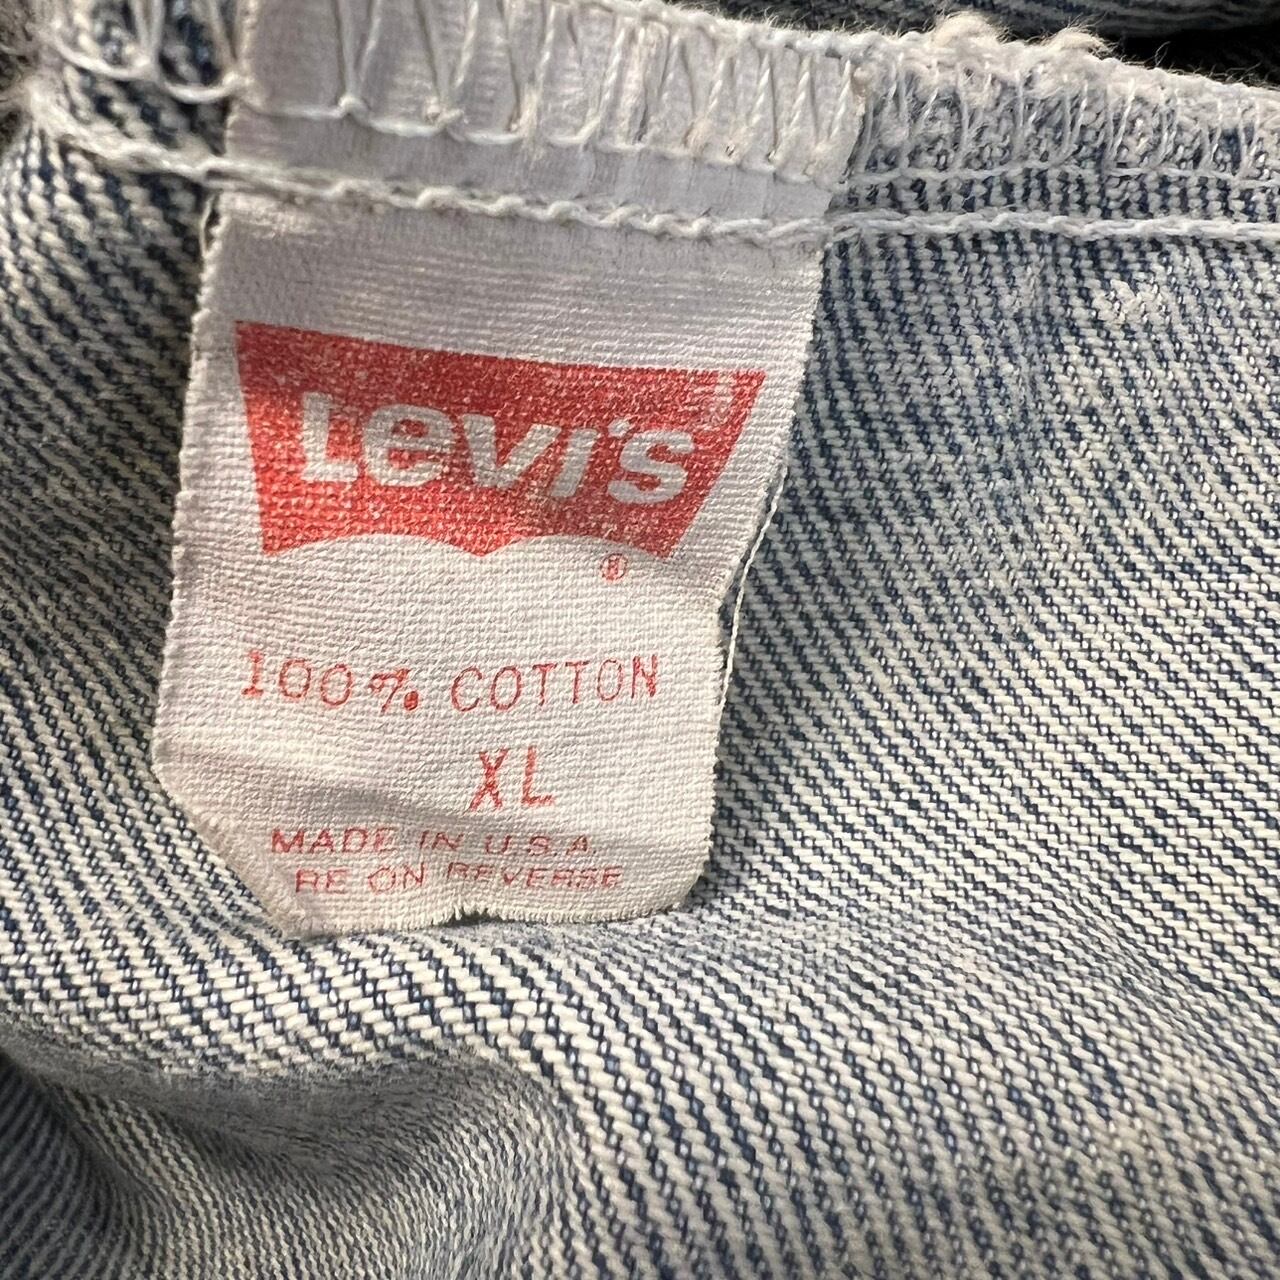 Levi's
®
100% COTTON
XL
MADE IN U.S.A.
RE ON REVERSE